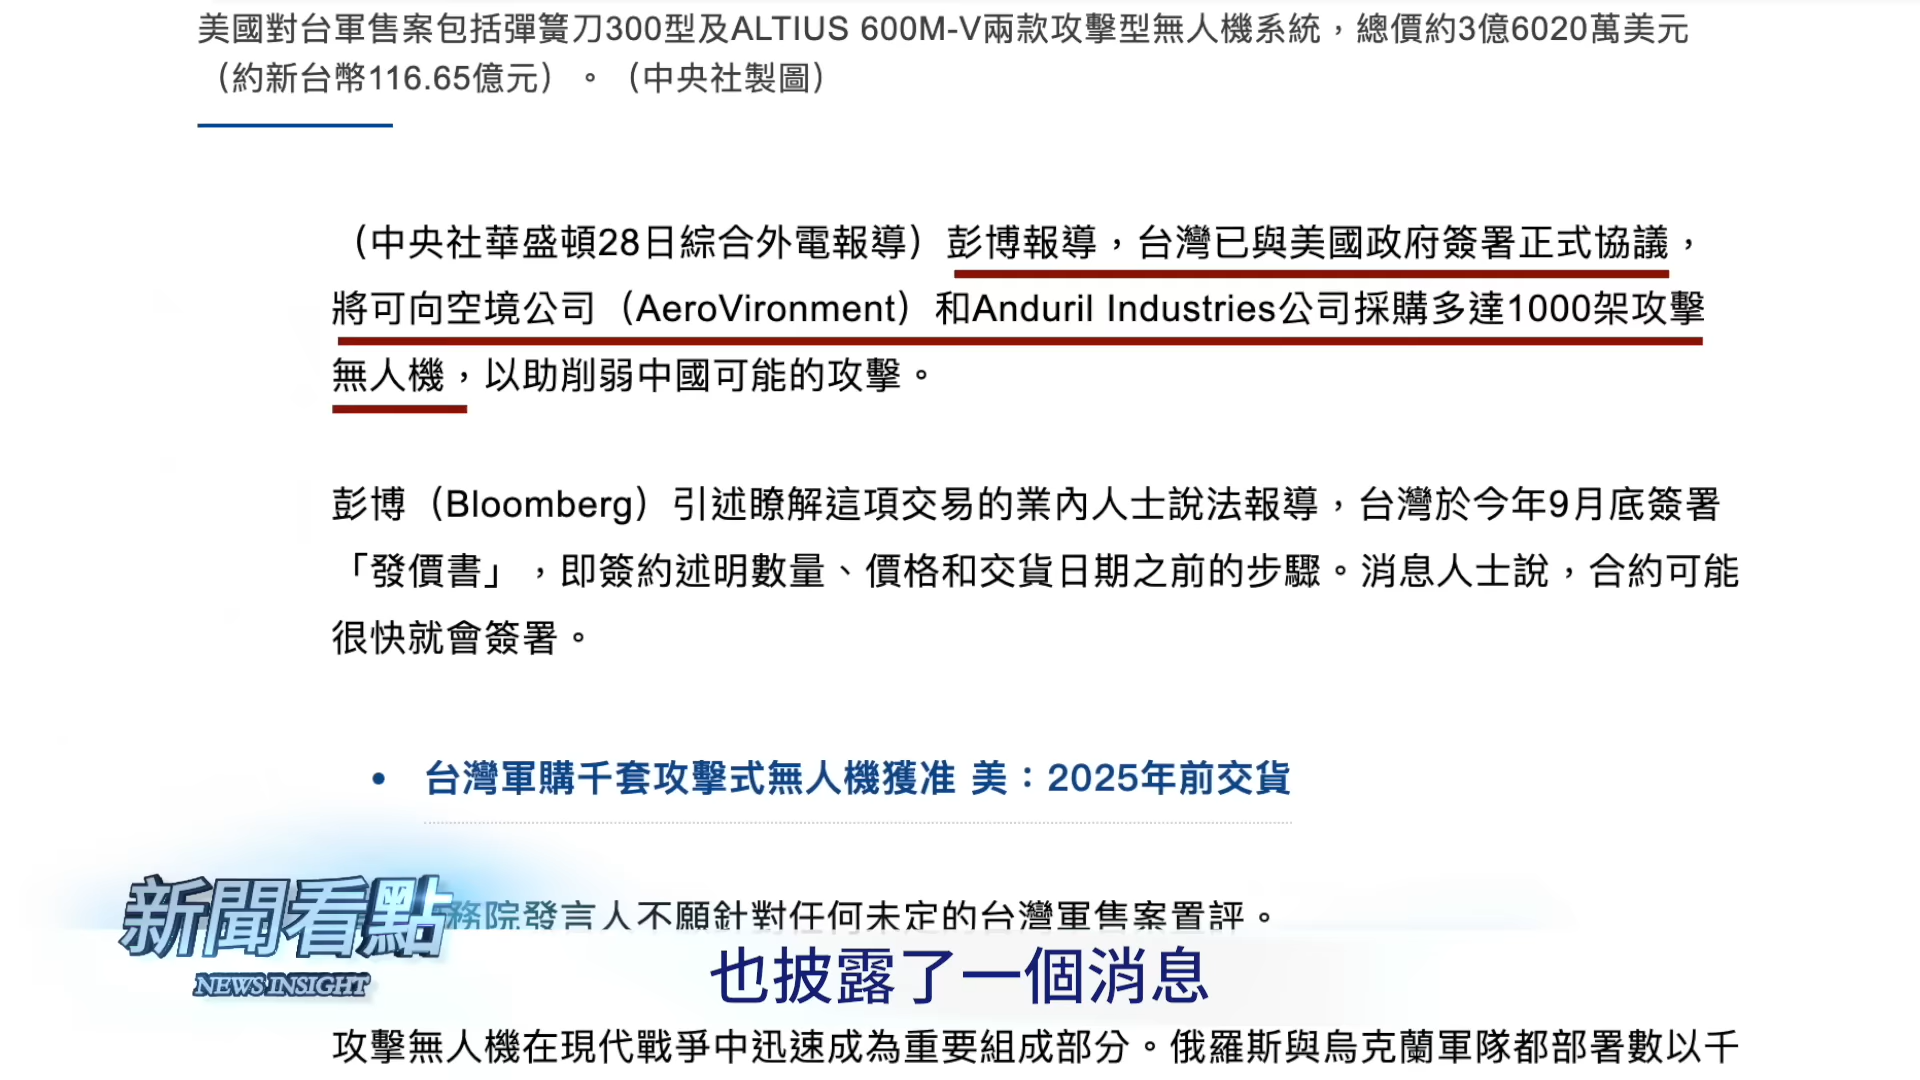 美國對台軍售案包括彈簧刀300型及ALTIUS 600M-V兩款攻擊型無人機系統，總價約3億6020萬美元
（約新台幣116.65億元）。（中央社製圖）
（中央社華盛頓28日綜合外電報導）彭博報導，台灣已與美國政府簽署正式協議，
將可向空境公司（AeroVironment）和Anduril Industries公司採購多達1000架攻擊
無人機，以助削弱中國可能的攻擊。
彭博（Bloomberg）引述瞭解這項交易的業內人士說法報導，台灣於今年9月底簽署
「發價書」，即簽約述明數量、價格和交貨日期之前的步驟。消息人士說，合約可能
很快就會簽署。
• 台灣軍購千套攻擊式無人機獲准 美：2025年前交貨
務院發言人不願針對任何未定的台灣軍售案置評。
新聞看點
NEWS INSIGHT
也披露了一個消息
攻擊無人機在現代戰爭中迅速成為重要組成部分。俄羅斯與烏克蘭軍隊都部署數以千